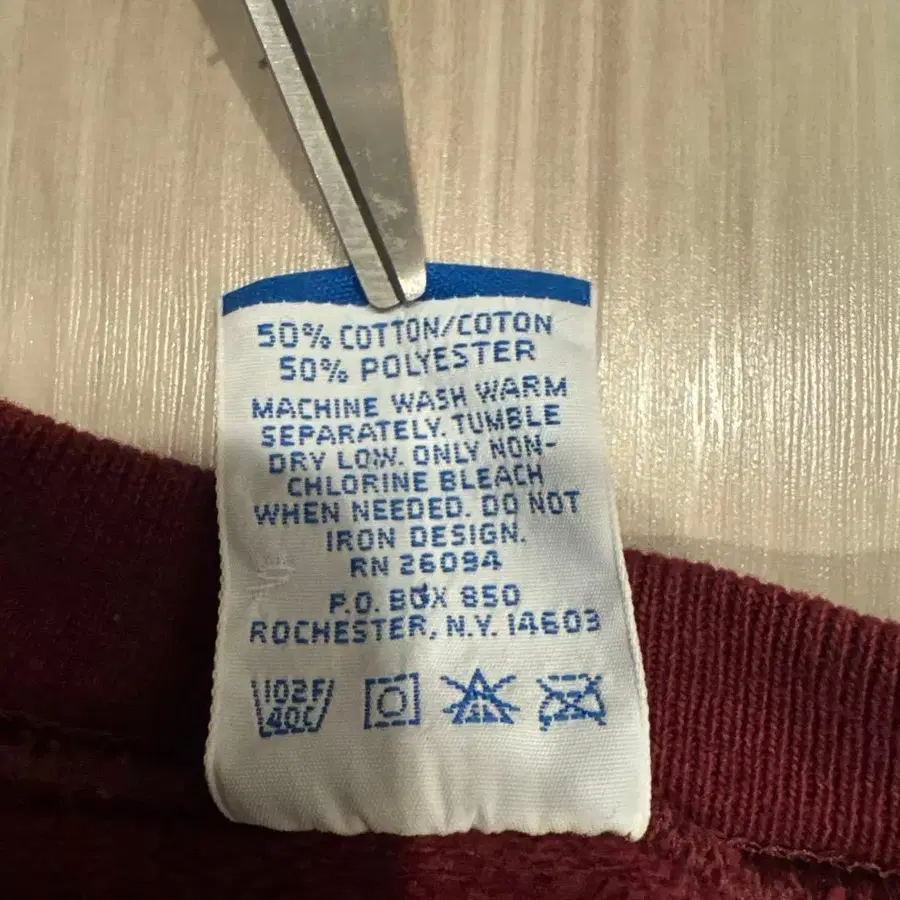 50% COTTON/COTON
50% POLYESTER
MACHINE WASH WARM
SEPARATELY. TUMBLE
DRY LOW. ONLY NON-
CHLORINE BLEACH
WHEN NEEDED. DO NOT
IRON DESIGN.
RN 26094
P.O. BOX 850
ROCHESTER, N.Y. 14603
102F
40C